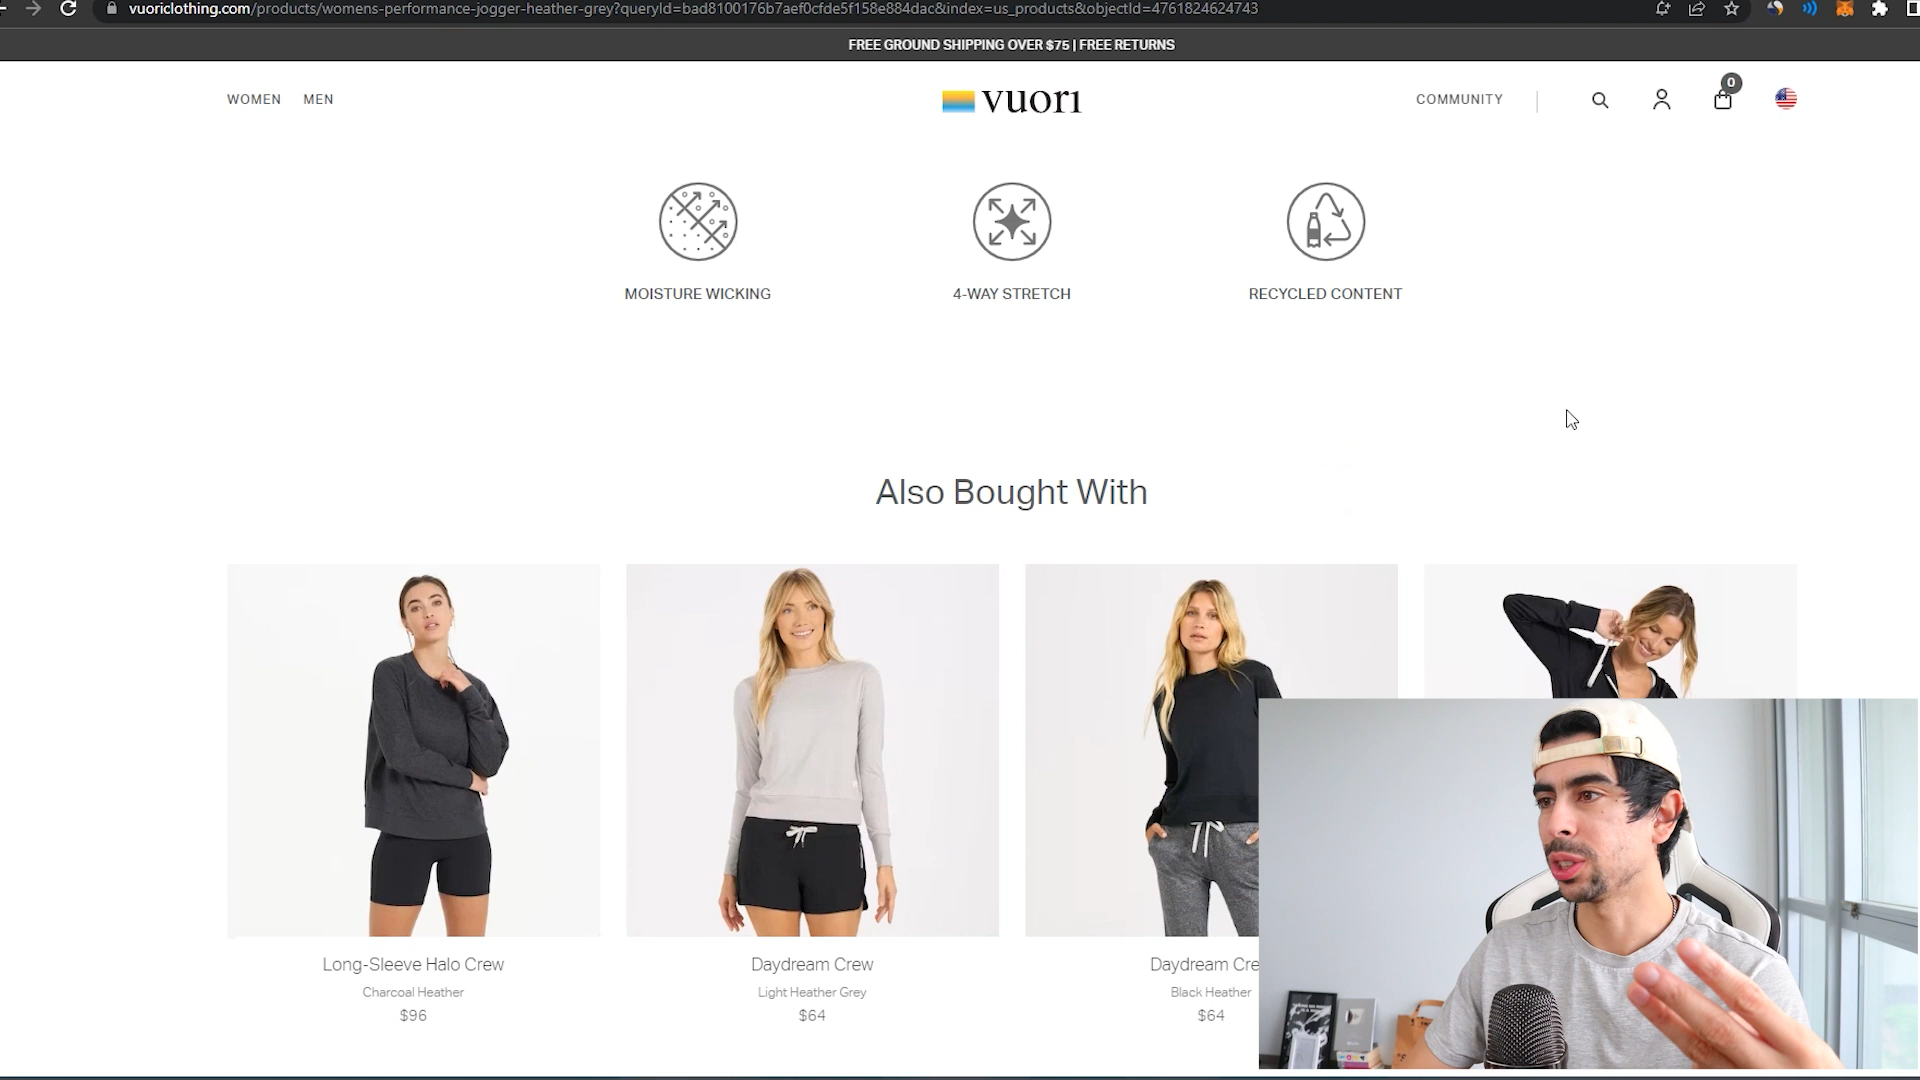 vuoriclothing.com/products/womens-performance-jogger-heather-grey?queryId=bad8100176b7aef0cfde5f158e884dac&index=us_products&objectId=4761824624743
FREE GROUND SHIPPING OVER $75 | FREE RETURNS
WOMEN MEN vuori COMMUNITY 0
MOISTURE WICKING 4-WAY STRETCH RECYCLED CONTENT
Also Bought With
Long-Sleeve Halo Crew
Charcoal Heather
$96
Daydream Crew
Light Heather Grey
$64
Daydream Cre
Black Heather
$64